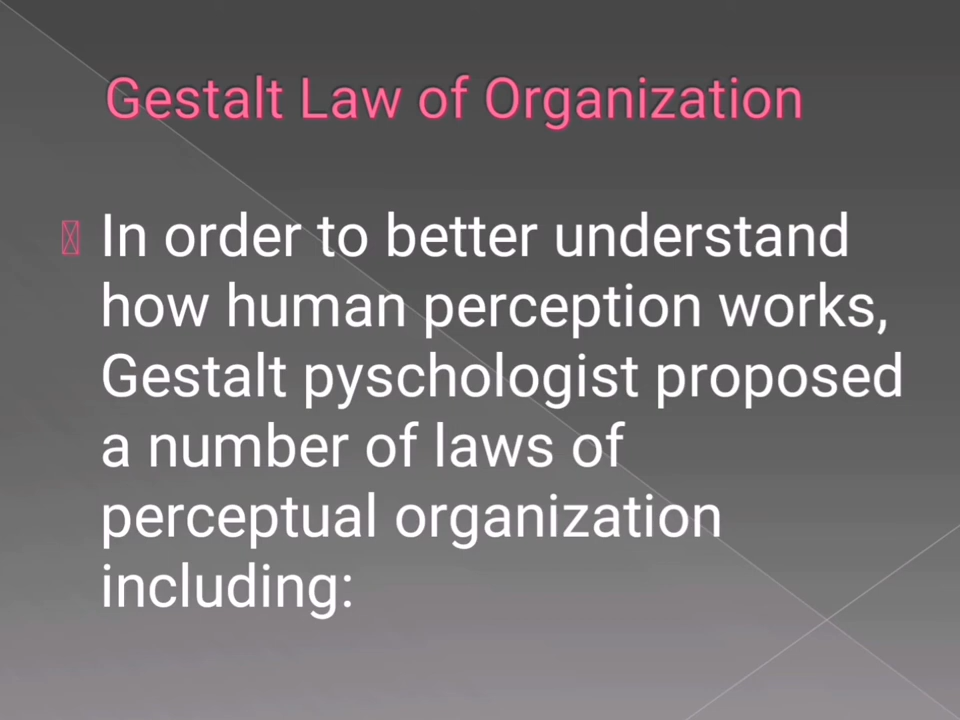 Gestalt Law of Organization
In order to better understand
how human perception works,
Gestalt pyschologist proposed
a number of laws of
perceptual organization
including: